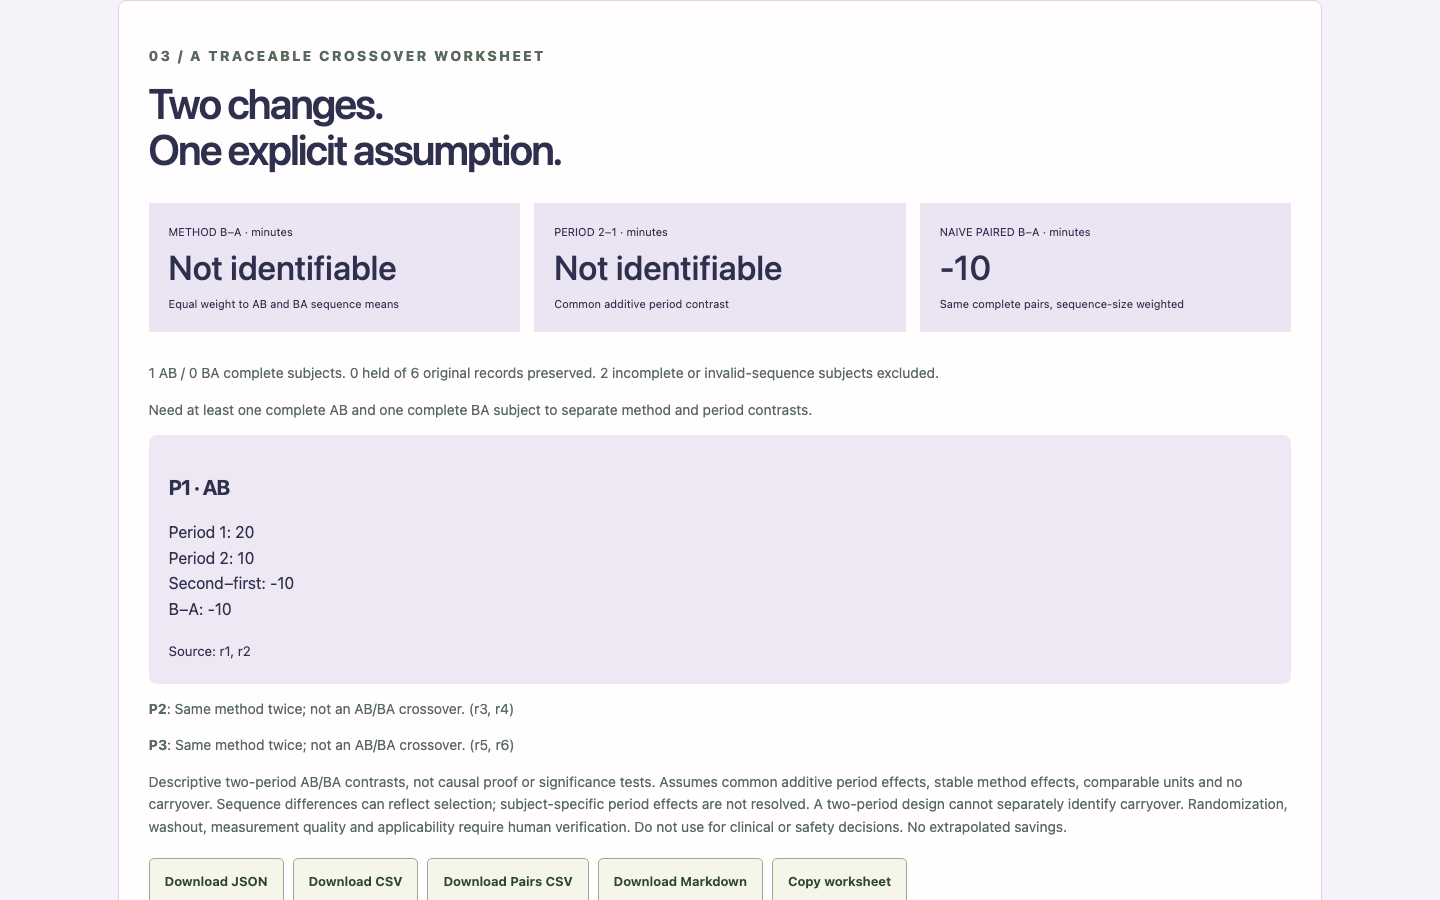 03 / A TRACEABLE CROSSOVER WORKSHEET
Two changes.
One explicit assumption.
METHOD B–A · minutes
Not identifiable
Equal weight to AB and BA sequence means
PERIOD 2–1 · minutes
Not identifiable
Common additive period contrast
NAIVE PAIRED B–A · minutes
-10
Same complete pairs, sequence-size weighted
1 AB / 0 BA complete subjects. 0 held of 6 original records preserved. 2 incomplete or invalid-sequence subjects excluded.
Need at least one complete AB and one complete BA subject to separate method and period contrasts.
P1 · AB
Period 1: 20
Period 2: 10
Second–first: -10
B–A: -10
Source: r1, r2
P2: Same method twice; not an AB/BA crossover. (r3, r4)
P3: Same method twice; not an AB/BA crossover. (r5, r6)
Descriptive two-period AB/BA contrasts, not causal proof or significance tests. Assumes common additive period effects, stable method effects, comparable units and no
carryover. Sequence differences can reflect selection; subject-specific period effects are not resolved. A two-period design cannot separately identify carryover. Randomization,
washout, measurement quality and applicability require human verification. Do not use for clinical or safety decisions. No extrapolated savings.
Download JSON
Download CSV
Download Pairs CSV
Download Markdown
Copy worksheet